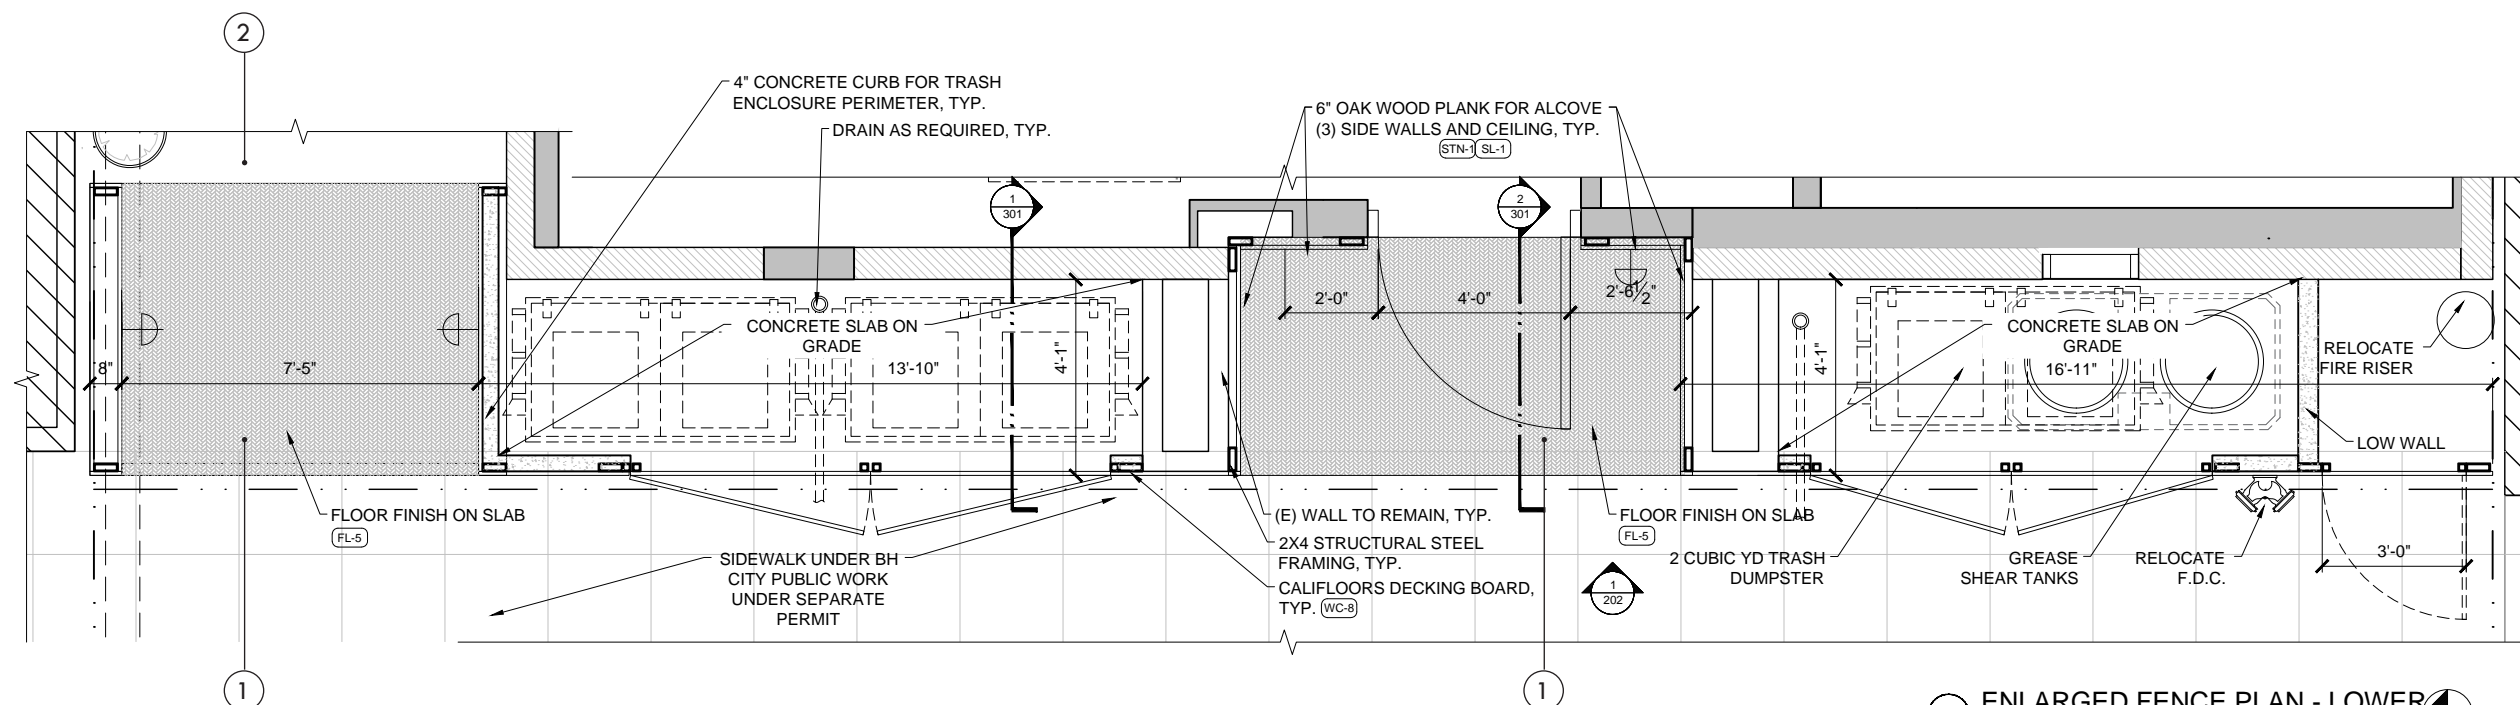 2
4" CONCRETE CURB FOR TRASH
ENCLOSURE PERIMETER, TYP.
DRAIN AS REQUIRED, TYP.
6" OAK WOOD PLANK FOR ALCOVE
(3) SIDE WALLS AND CEILING, TYP.
STN-1 SL-1
1
301
2
301
2'-0"
4'-0"
2'-6 1/2"
CONCRETE SLAB ON
GRADE
CONCRETE SLAB ON
GRADE
8"
7'-5"
13'-10"
4'-1"
4'-1"
16'-11"
RELOCATE
FIRE RISER
LOW WALL
FLOOR FINISH ON SLAB
FL-5
(E) WALL TO REMAIN, TYP.
2X4 STRUCTURAL STEEL
FRAMING, TYP.
CALIFLOORS DECKING BOARD,
TYP. WC-8
FLOOR FINISH ON SLAB
FL-5
SIDEWALK UNDER BH
CITY PUBLIC WORK
UNDER SEPARATE
PERMIT
2 CUBIC YD TRASH
DUMPSTER
GREASE
SHEAR TANKS
RELOCATE
F.D.C.
3'-0"
1
202
1
1
ENLARGED FENCE PLAN - LOWER